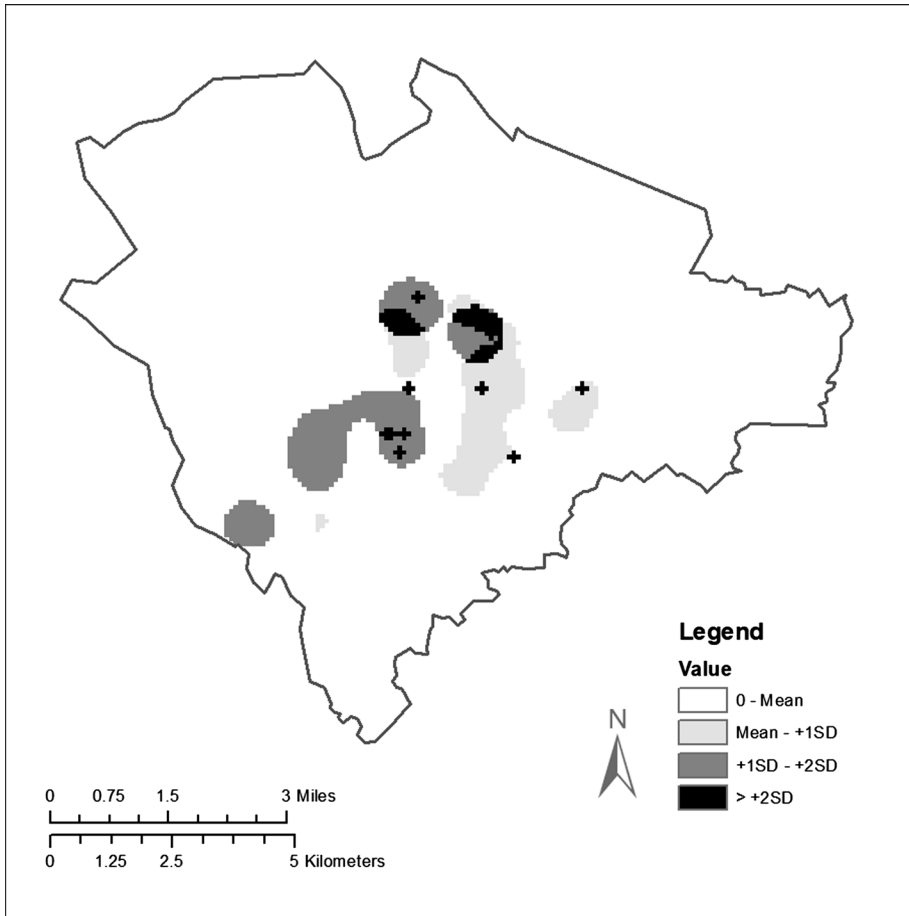 Legend
Value
0 - Mean
Mean - +1SD
+1SD - +2SD
> +2SD
N
0 0.75 1.5 3 Miles
0 1.25 2.5 5 Kilometers